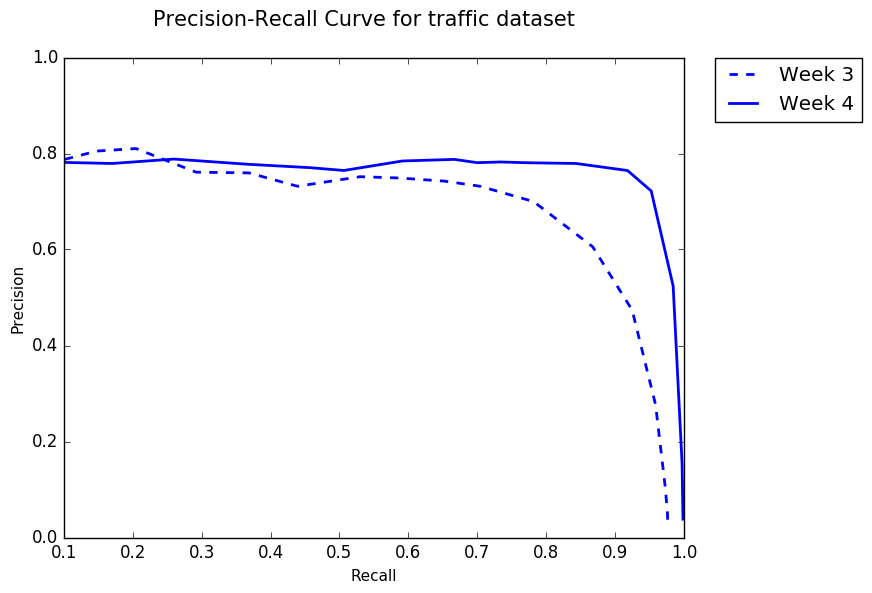 Precision-Recall Curve for traffic dataset
Week 3
Week 4
Precision
1.0
0.8
0.6
0.4
0.2
0.0
0.1 0.2 0.3 0.4 0.5 0.6 0.7 0.8 0.9 1.0
Recall